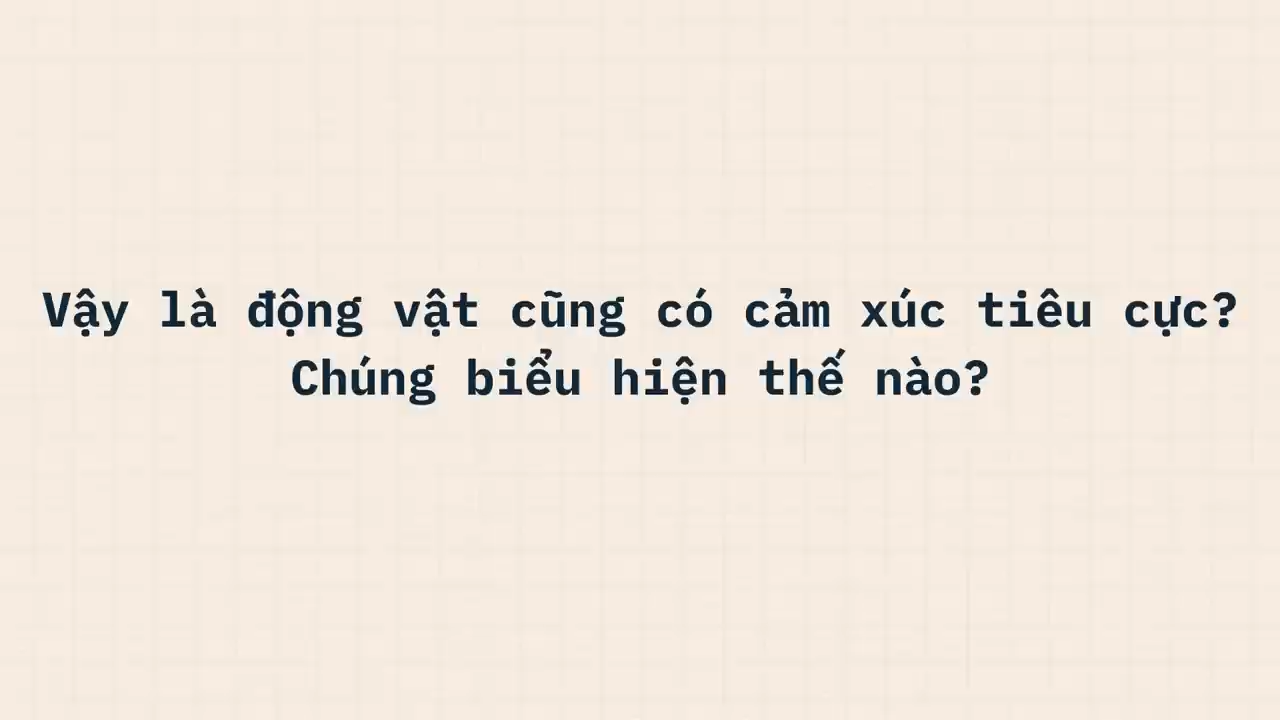 Vậy là động vật cũng có cảm xúc tiêu cực?
Chúng biểu hiện thế nào?